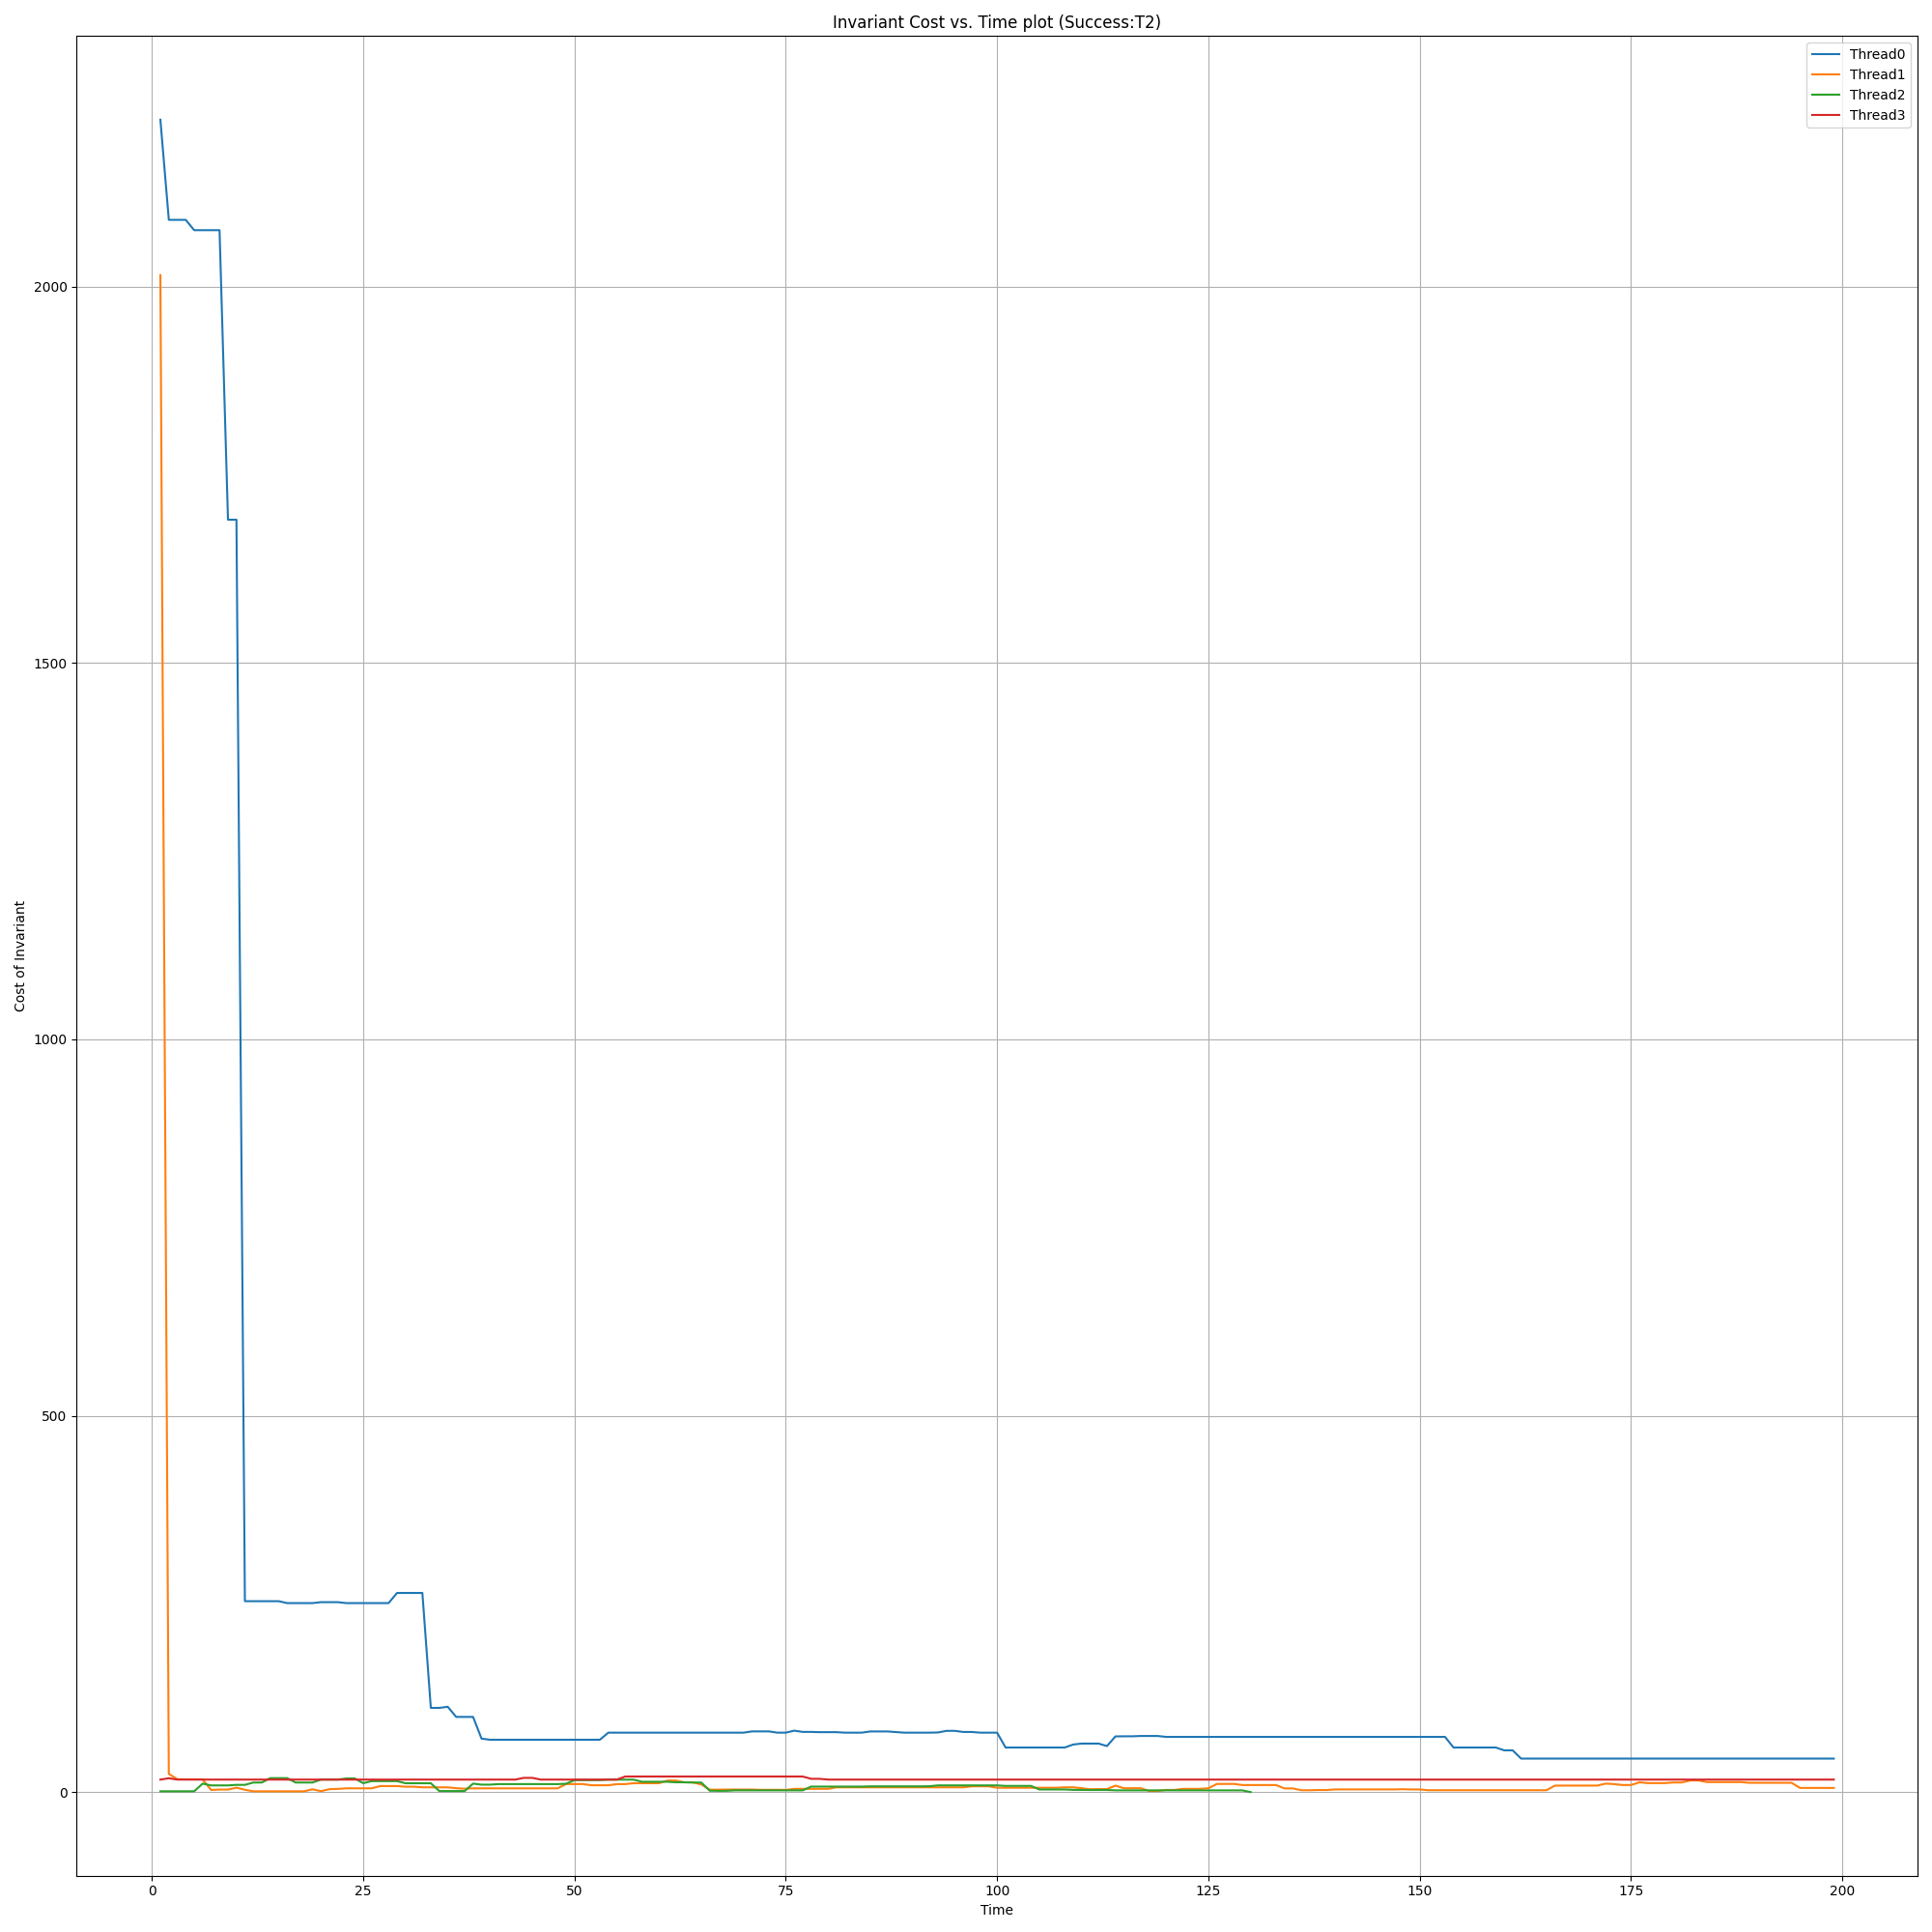 Invariant Cost vs. Time plot (Success:T2)
Thread0
Thread1
Thread2
Thread3
2000
1500
1000
500
0
Cost of Invariant
0 25 50 75 100 125 150 175 200
Time